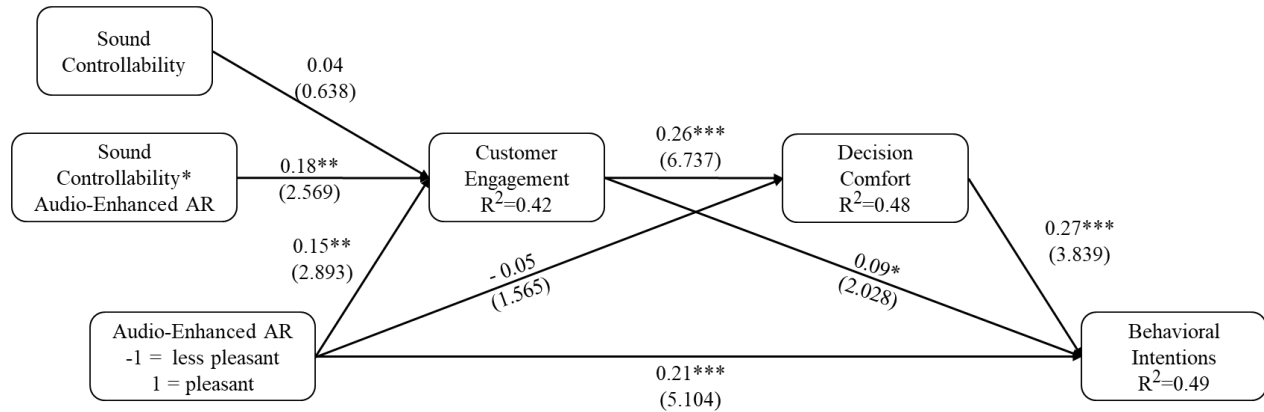 Sound
Controllability
0.04
(0.638)
Sound
Controllability*
Audio-Enhanced AR
0.18**
(2.569)
Customer
Engagement
R²=0.42
0.26***
(6.737)
Decision
Comfort
R²=0.48
0.15**
(2.893)
- 0.05
(1.565)
0.09*
(2.028)
0.27***
(3.839)
Audio-Enhanced AR
-1 = less pleasant
1 = pleasant
0.21***
(5.104)
Behavioral
Intentions
R²=0.49